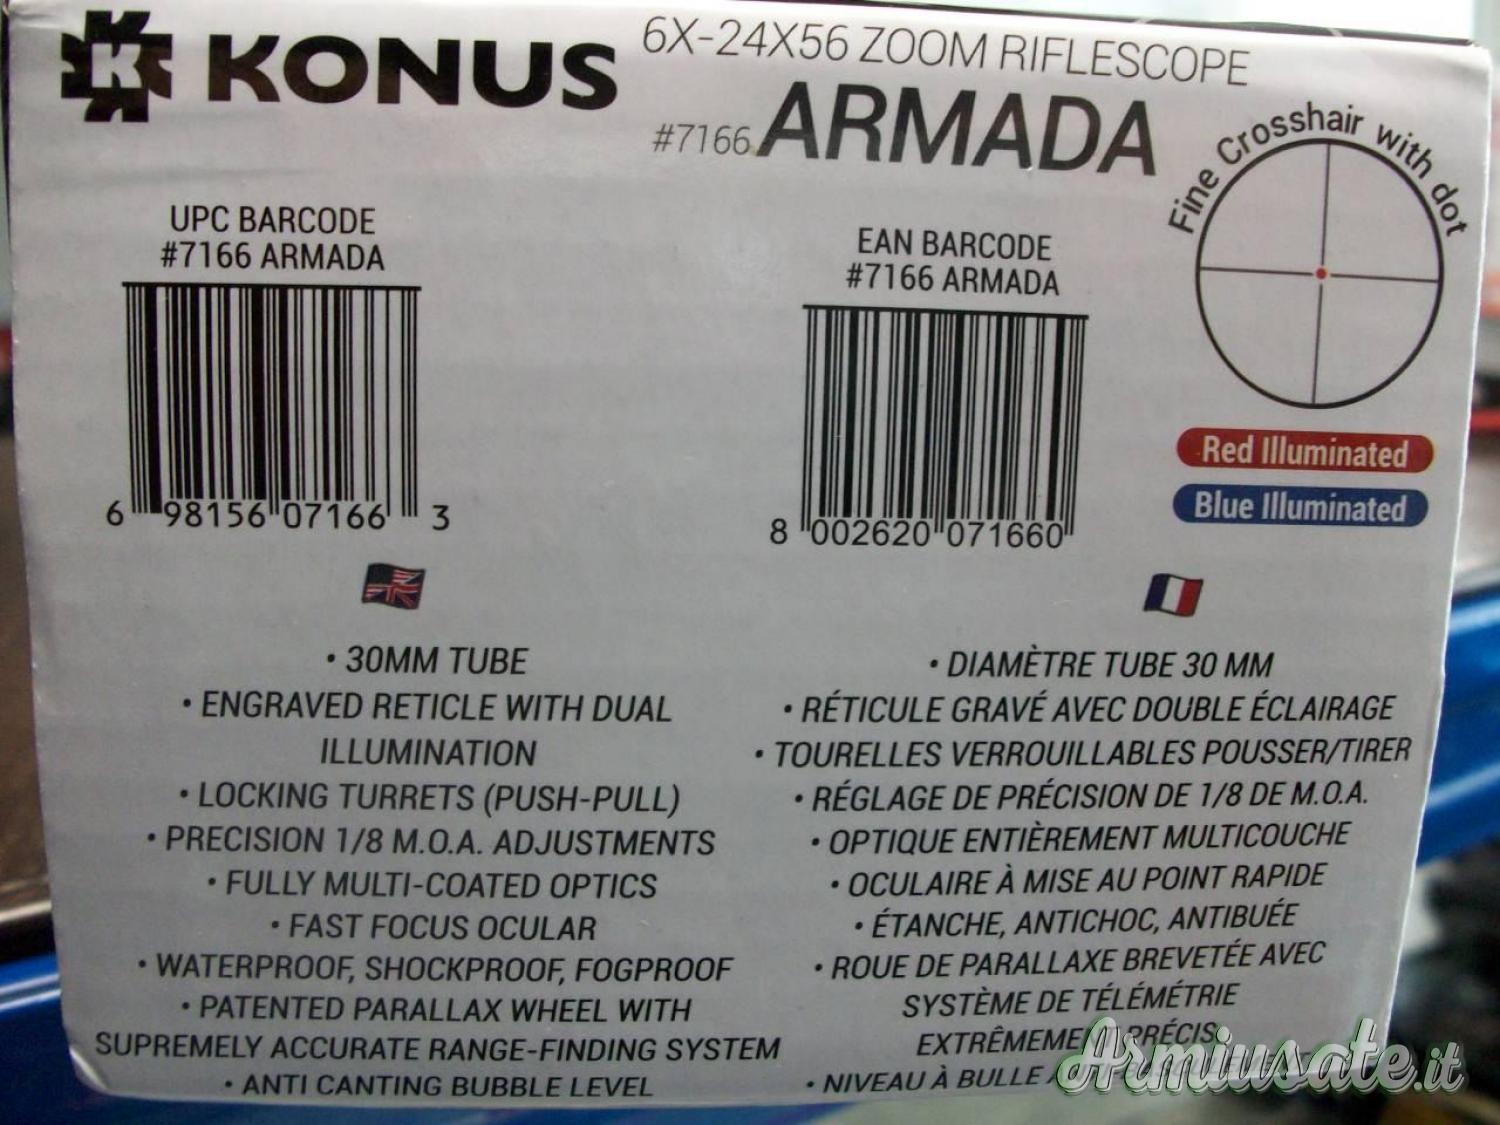 KONUS
6X-24X56 ZOOM RIFLESCOPE
#7166 ARMADA
Fine Crosshair with dot
UPC BARCODE
#7166 ARMADA
6 98156 07166 3
EAN BARCODE
#7166 ARMADA
8 002620 071660
Red Illuminated
Blue Illuminated
• 30MM TUBE
• ENGRAVED RETICLE WITH DUAL
ILLUMINATION
• LOCKING TURRETS (PUSH-PULL)
• PRECISION 1/8 M.O.A. ADJUSTMENTS
• FULLY MULTI-COATED OPTICS
• FAST FOCUS OCULAR
• WATERPROOF, SHOCKPROOF, FOGPROOF
• PATENTED PARALLAX WHEEL WITH
SUPREMELY ACCURATE RANGE-FINDING SYSTEM
• ANTI CANTING BUBBLE LEVEL
• DIAMÈTRE TUBE 30 MM
• RÉTICULE GRAVÉ AVEC DOUBLE ÉCLAIRAGE
• TOURELLES VERROUILLABLES POUSSER/TIRER
• RÉGLAGE DE PRÉCISION DE 1/8 DE M.O.A.
• OPTIQUE ENTIÈREMENT MULTICOUCHE
• OCULAIRE À MISE AU POINT RAPIDE
• ÉTANCHE, ANTICHOC, ANTIBUÉE
• ROUE DE PARALLAXE BREVETÉE AVEC
SYSTÈME DE TÉLÉMÉTRIE
EXTRÊMEMENT PRÉCIS
• NIVEAU À BULLE
Armiusate.it